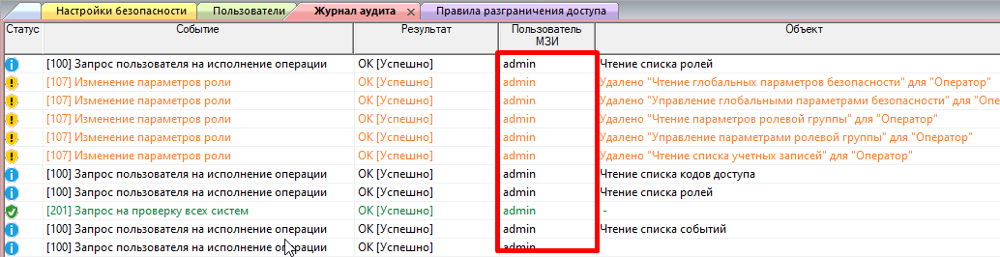 Настройки безопасности Пользователи Журнал аудита Правила разграничения доступа
Статус Событие Результат Пользователь МЗИ Объект
[100] Запрос пользователя на исполнение операции OK [Успешно] admin Чтение списка ролей
[107] Изменение параметров роли OK [Успешно] admin Удалено "Чтение глобальных параметров безопасности" для "Оператор"
[107] Изменение параметров роли OK [Успешно] admin Удалено "Управление глобальными параметрами безопасности" для "Опе
[107] Изменение параметров роли OK [Успешно] admin Удалено "Чтение параметров ролевой группы" для "Оператор"
[107] Изменение параметров роли OK [Успешно] admin Удалено "Управление параметрами ролевой группы" для "Оператор"
[107] Изменение параметров роли OK [Успешно] admin Удалено "Чтение списка учетных записей" для "Оператор"
[100] Запрос пользователя на исполнение операции OK [Успешно] admin Чтение списка кодов доступа
[100] Запрос пользователя на исполнение операции OK [Успешно] admin Чтение списка ролей
[201] Запрос на проверку всех систем OK [Успешно] admin -
[100] Запрос пользователя на исполнение операции OK [Успешно] admin Чтение списка событий
[100] Запрос пользователя на исполнение операции OK [Успешно] admin